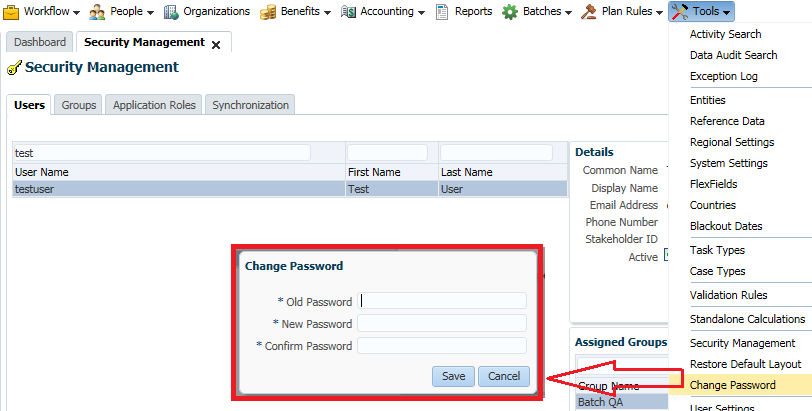 Workflow People Organizations Benefits Accounting Reports Batches Plan Rules Tools
Dashboard Security Management
Security Management
Users Groups Application Roles Synchronization
test
User Name First Name Last Name
testuser Test User
Details
Common Name
Display Name
Email Address
Phone Number
Stakeholder ID
Active
Assigned Groups
Group Name
Batch QA
Change Password
* Old Password
* New Password
* Confirm Password
Save Cancel
Activity Search
Data Audit Search
Exception Log
Entities
Reference Data
Regional Settings
System Settings
FlexFields
Countries
Blackout Dates
Task Types
Case Types
Validation Rules
Standalone Calculations
Security Management
Restore Default Layout
Change Password
User Settings